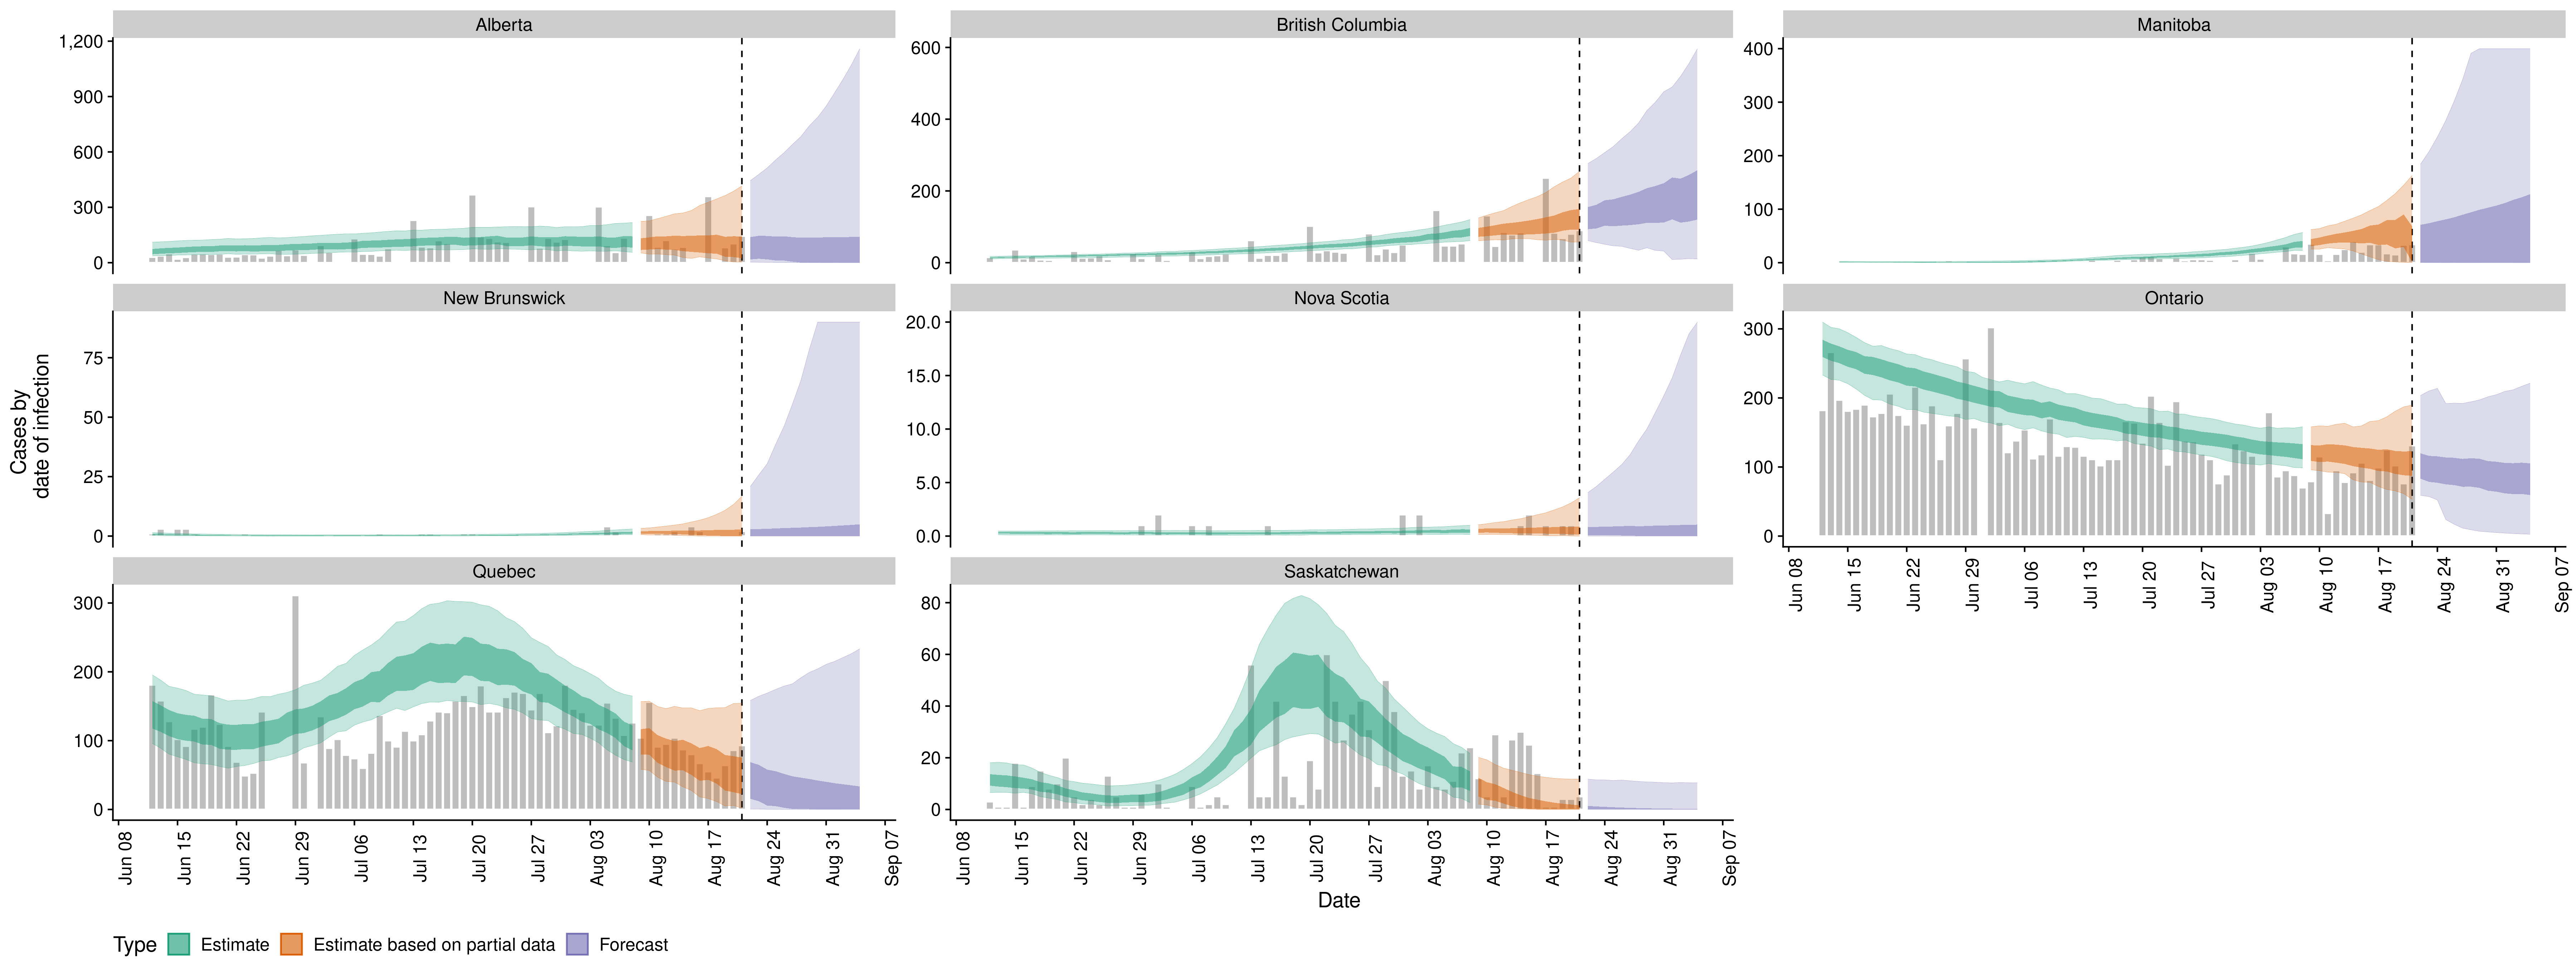 Alberta
British Columbia
Manitoba
1,200
900
600
300
0
600
400
200
0
400
300
200
100
0
New Brunswick
Nova Scotia
Ontario
75
50
25
0
20.0
15.0
10.0
5.0
0.0
300
200
100
0
Jun 08
Jun 15
Jun 22
Jun 29
Jul 06
Jul 13
Jul 20
Jul 27
Aug 03
Aug 10
Aug 17
Aug 24
Aug 31
Sep 07
Cases by
date of infection
Quebec
Saskatchewan
300
200
100
0
80
60
40
20
0
Jun 08
Jun 15
Jun 22
Jun 29
Jul 06
Jul 13
Jul 20
Jul 27
Aug 03
Aug 10
Aug 17
Aug 24
Aug 31
Sep 07
Jun 08
Jun 15
Jun 22
Jun 29
Jul 06
Jul 13
Jul 20
Jul 27
Aug 03
Aug 10
Aug 17
Aug 24
Aug 31
Sep 07
Date
Type Estimate Estimate based on partial data Forecast